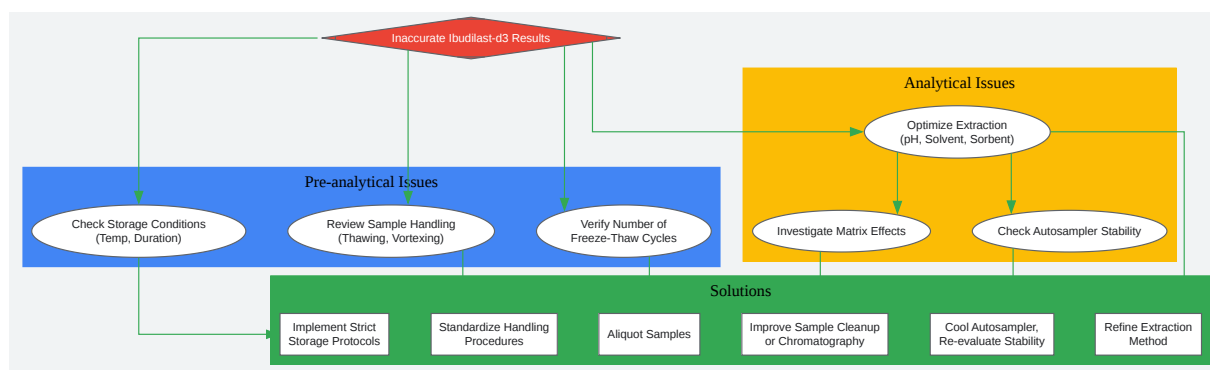 Inaccurate Ibudilast-d3 Results
Analytical Issues
Optimize Extraction
(pH, Solvent, Sorbent)
Pre-analytical Issues
Check Storage Conditions
(Temp, Duration)
Review Sample Handling
(Thawing, Vortexing)
Verify Number of
Freeze-Thaw Cycles
Investigate Matrix Effects
Check Autosampler Stability
Solutions
Implement Strict
Storage Protocols
Standardize Handling
Procedures
Aliquot Samples
Improve Sample Cleanup
or Chromatography
Cool Autosampler,
Re-evaluate Stability
Refine Extraction
Method